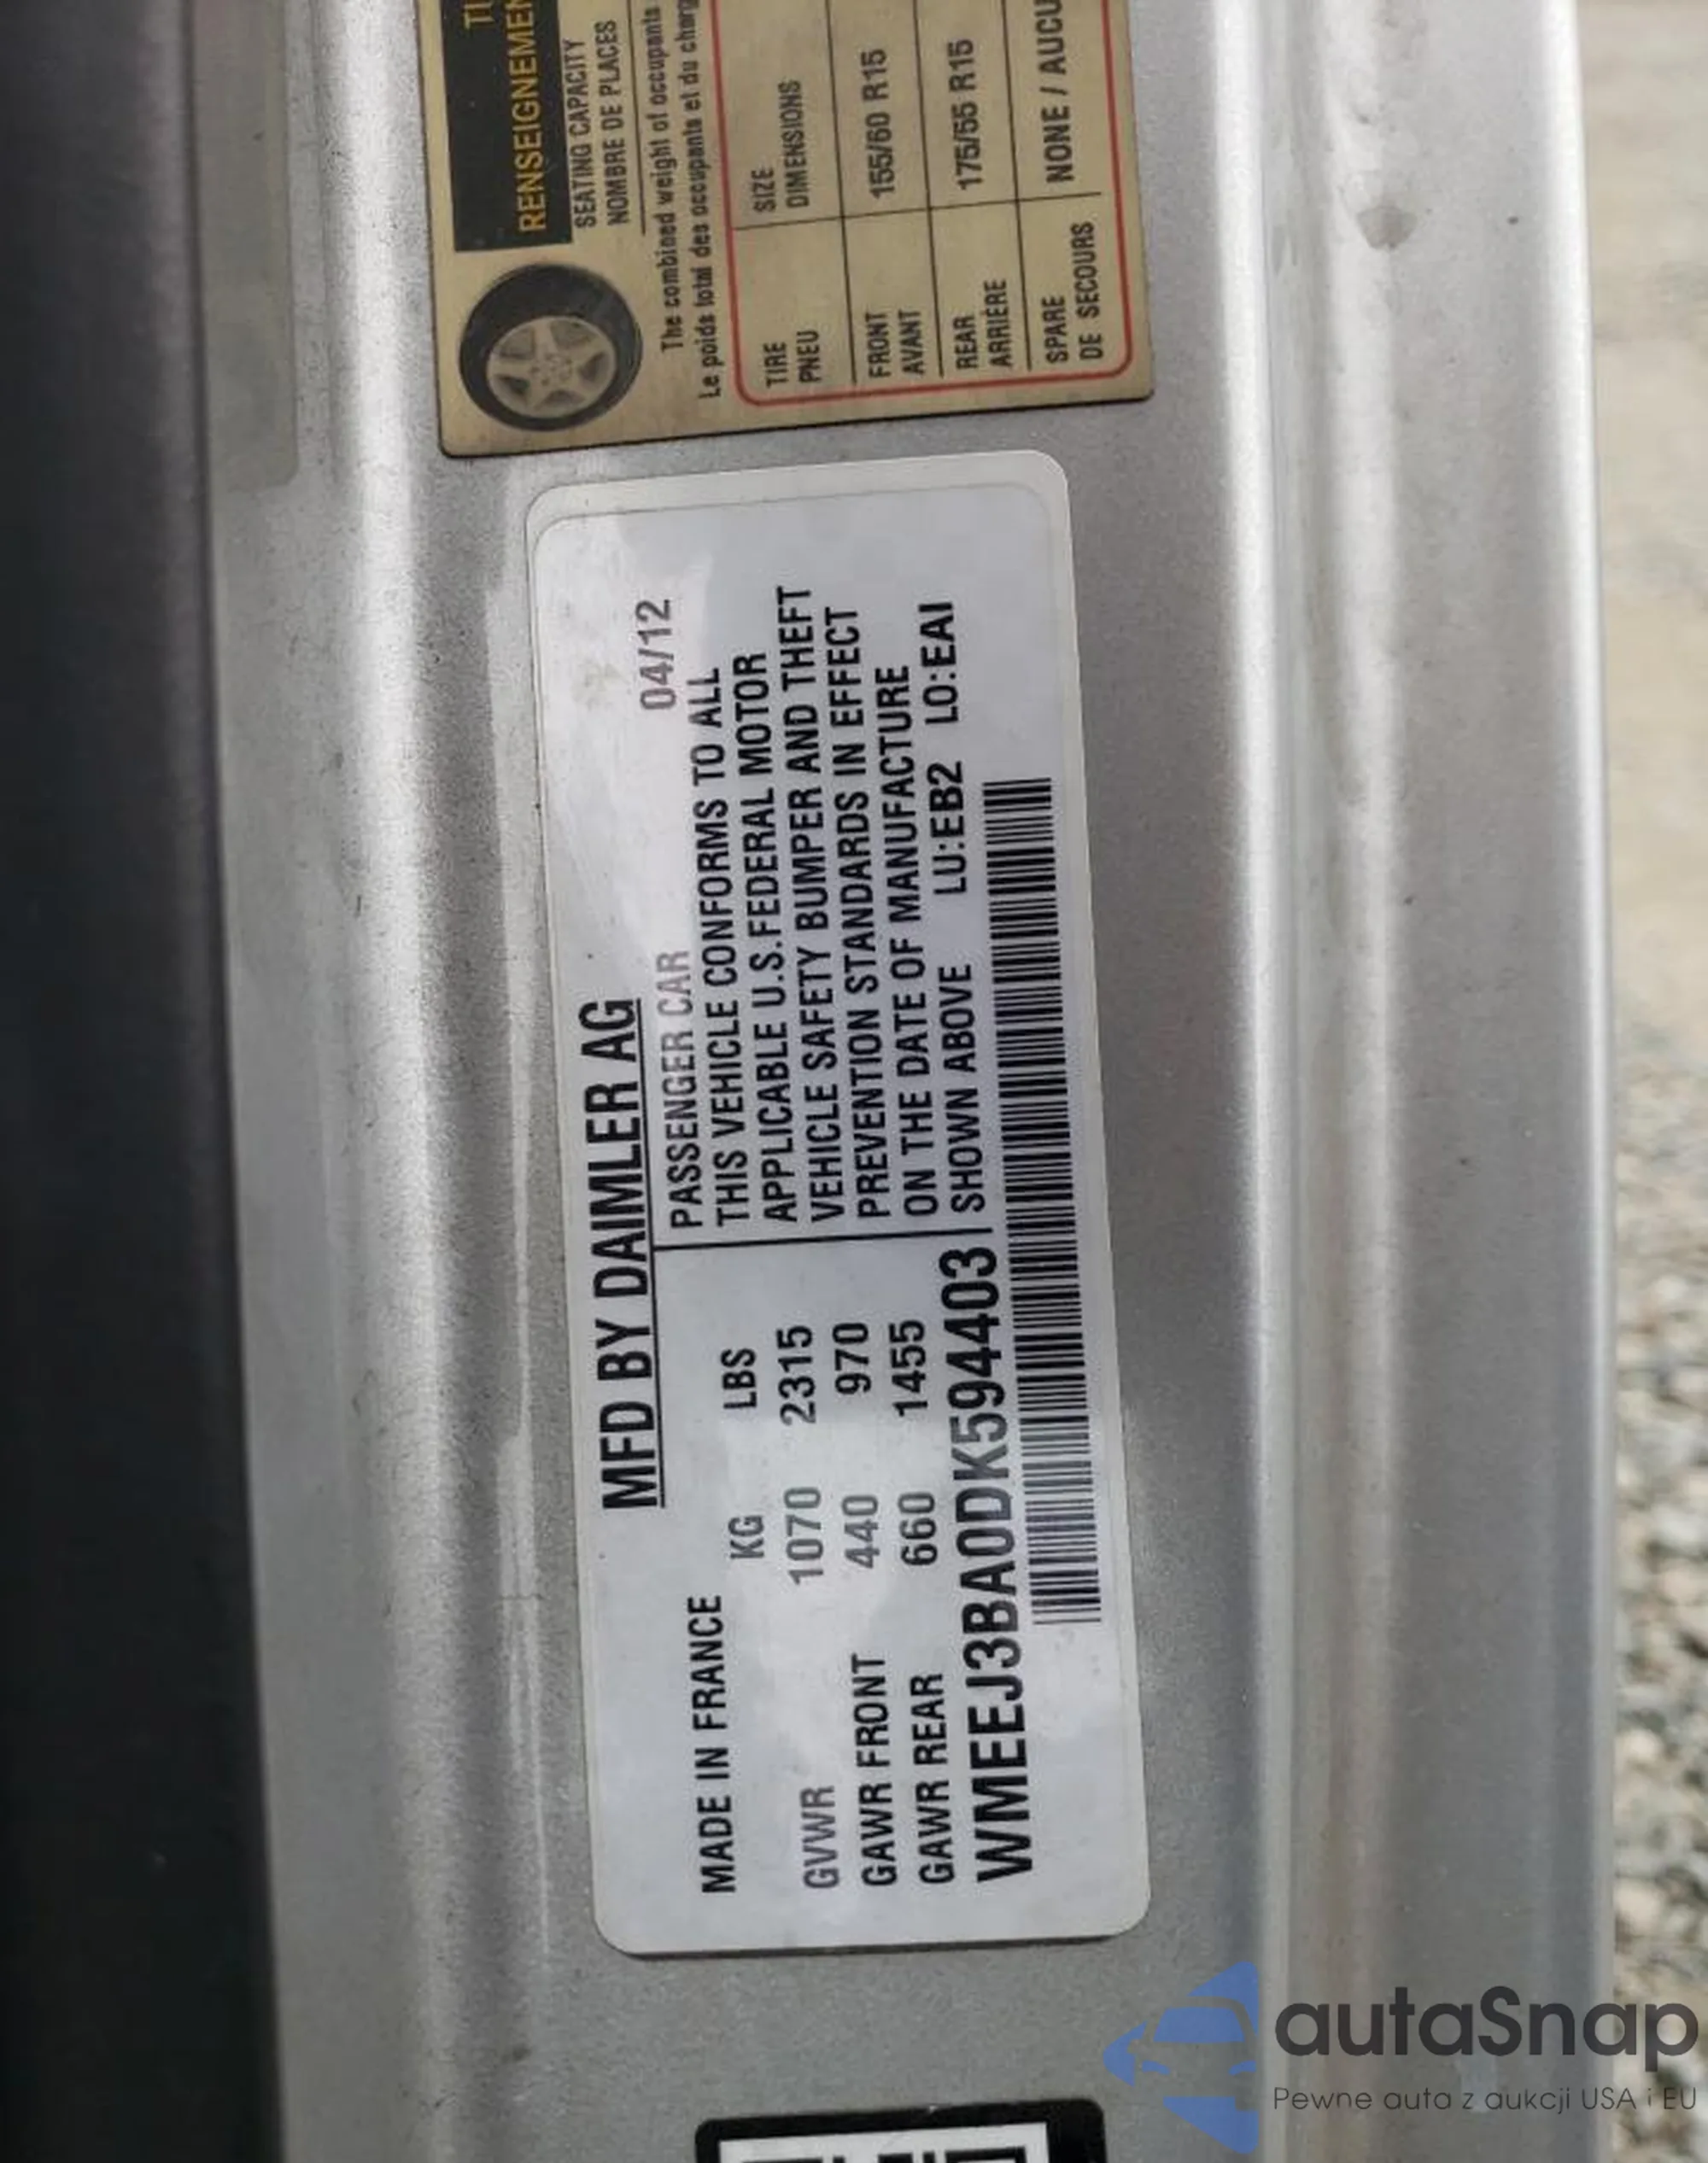 TI
RENSEIGNEMEN
SEATING CAPACITY
NOMBRE DE PLACES
The combined weight of occupants
Le poids total des occupants et du charg
TIRE SIZE
PNEU DIMENSIONS
FRONT 155/60 R15
AVANT
REAR 175/55 R15
ARRIÈRE
SPARE NONE / AUCU
DE SECOURS
MFD BY DAIMLER AG
MADE IN FRANCE
KG LBS
GVWR 1070 2315
GAWR FRONT 440 970
GAWR REAR 660 1455
PASSENGER CAR 04/12
THIS VEHICLE CONFORMS TO ALL
APPLICABLE U.S.FEDERAL MOTOR
VEHICLE SAFETY BUMPER AND THEFT
PREVENTION STANDARDS IN EFFECT
ON THE DATE OF MANUFACTURE
SHOWN ABOVE LU:EB2 LO:EAI
WMEEJ3BA0DK594403
autaSnap
Pewne auta z aukcji USA i EU